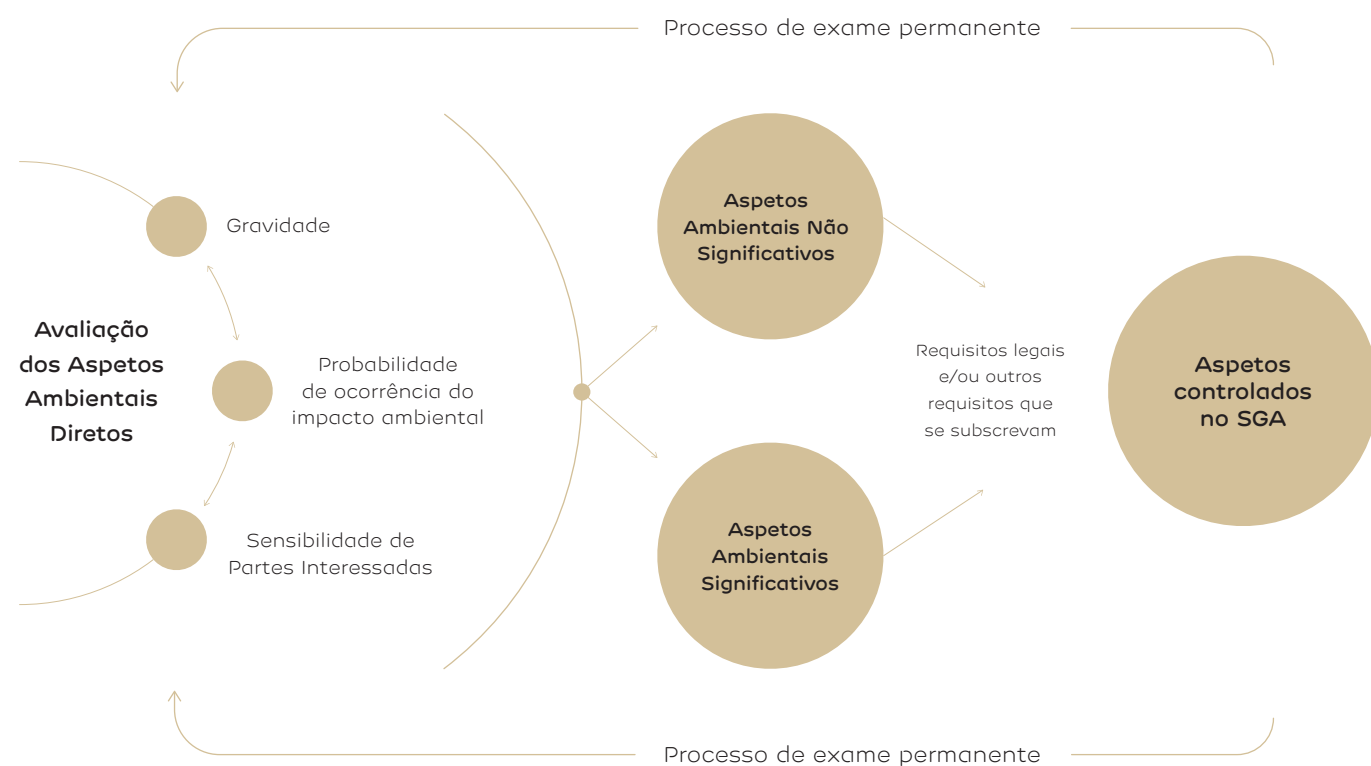 Processo de exame permanente
Gravidade
Avaliação
dos Aspetos
Ambientais
Diretos
Probabilidade
de ocorrência do
impacto ambiental
Sensibilidade de
Partes Interessadas
Aspetos
Ambientais Não
Significativos
Aspetos
Ambientais
Significativos
Requisitos legais
e/ou outros
requisitos que
se subscrevam
Aspetos
controlados
no SGA
Processo de exame permanente